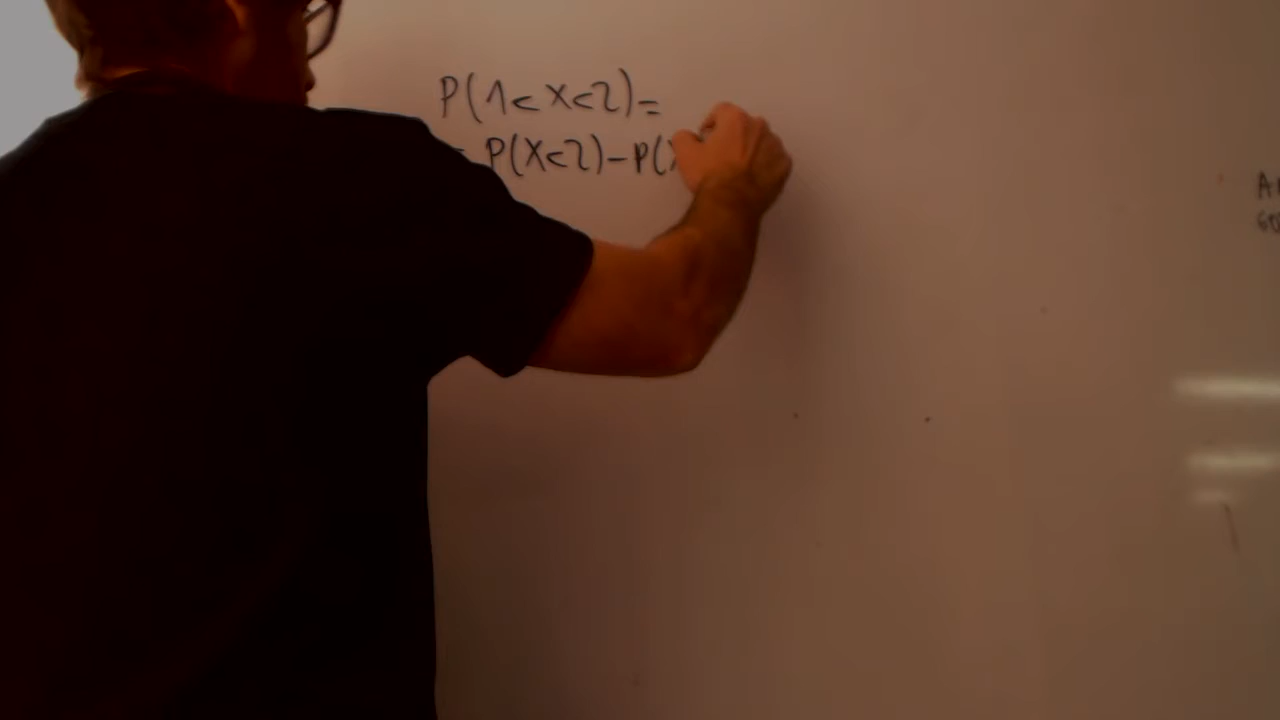 P(1<X<2)=
= P(X<2)-P(